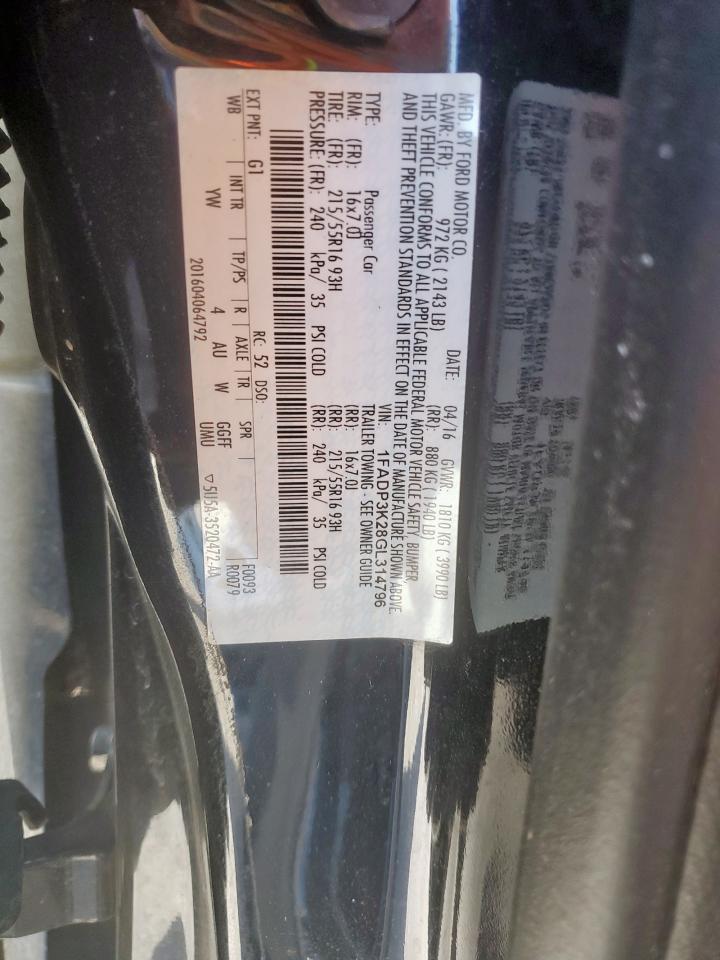 MFD. BY FORD MOTOR CO.
DATE: 04/16 GVWR: 1810 KG ( 3990 LB)
GAWR: (FR): 972 KG ( 2143 LB) (RR): 880 KG ( 1940 LB)
THIS VEHICLE CONFORMS TO ALL APPLICABLE FEDERAL MOTOR VEHICLE SAFETY, BUMPER,
AND THEFT PREVENTION STANDARDS IN EFFECT ON THE DATE OF MANUFACTURE SHOWN ABOVE.
VIN: 1FADP3K28GL314796
TYPE: Passenger Car TRAILER TOWING - SEE OWNER GUIDE
RIM: (FR): 16x7.0J (RR): 16x7.0J
TIRE: (FR): 215/55R16 93H (RR): 215/55R16 93H
PRESSURE: (FR): 240 kPa/ 35 PSI COLD (RR): 240 kPa/ 35 PSI COLD
EXT PNT: G1 RC: 52 DSO: F0093
WB INT TR TP/PS R AXLE TR SPR R0079
YW 4 AU W GGFF
UMU
201604064792 ▽5U5A-3520472-AA